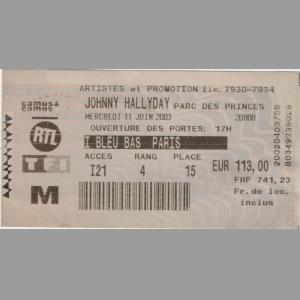 ARTISTES et PROMOTION lic. 7930-7934
camus &
camus
JOHNNY HALLYDAY PARC DES PRINCES
MERCREDI 11 JUIN 2003 20H00
OUVERTURE DES PORTES: 17H
RTL
I BLEU BAS PARIS
TF1
ACCES RANG PLACE
EUR 113,00
I21 4 15
FRF 741,23
M
Fr. de loc.
inclus
20020403759
B0349239029